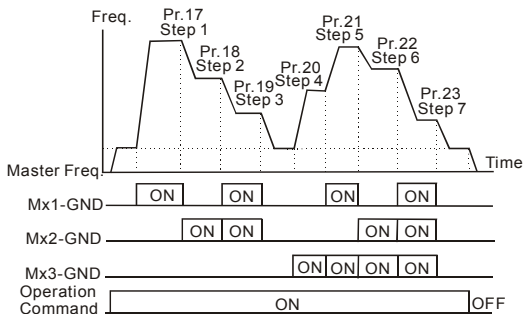 Freq.
Pr.17
Step 1
Pr.18
Step 2
Pr.19
Step 3
Pr.20
Step 4
Pr.21
Step 5
Pr.22
Step 6
Pr.23
Step 7
Master Freq.
Time
Mx1-GND ON ON ON ON
Mx2-GND ON ON ON ON
Mx3-GND ON ON ON ON
Operation
Command ON OFF